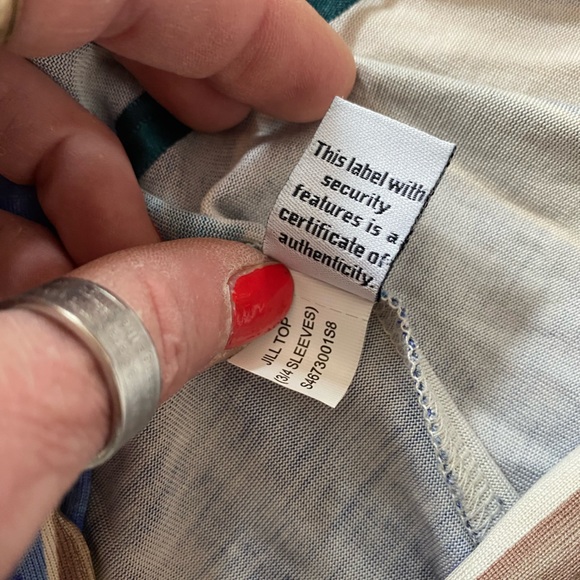 This label with
security
features is a
certificate of
authenticity.
JILL TOP
(3/4 SLEEVES)
S4673001S8